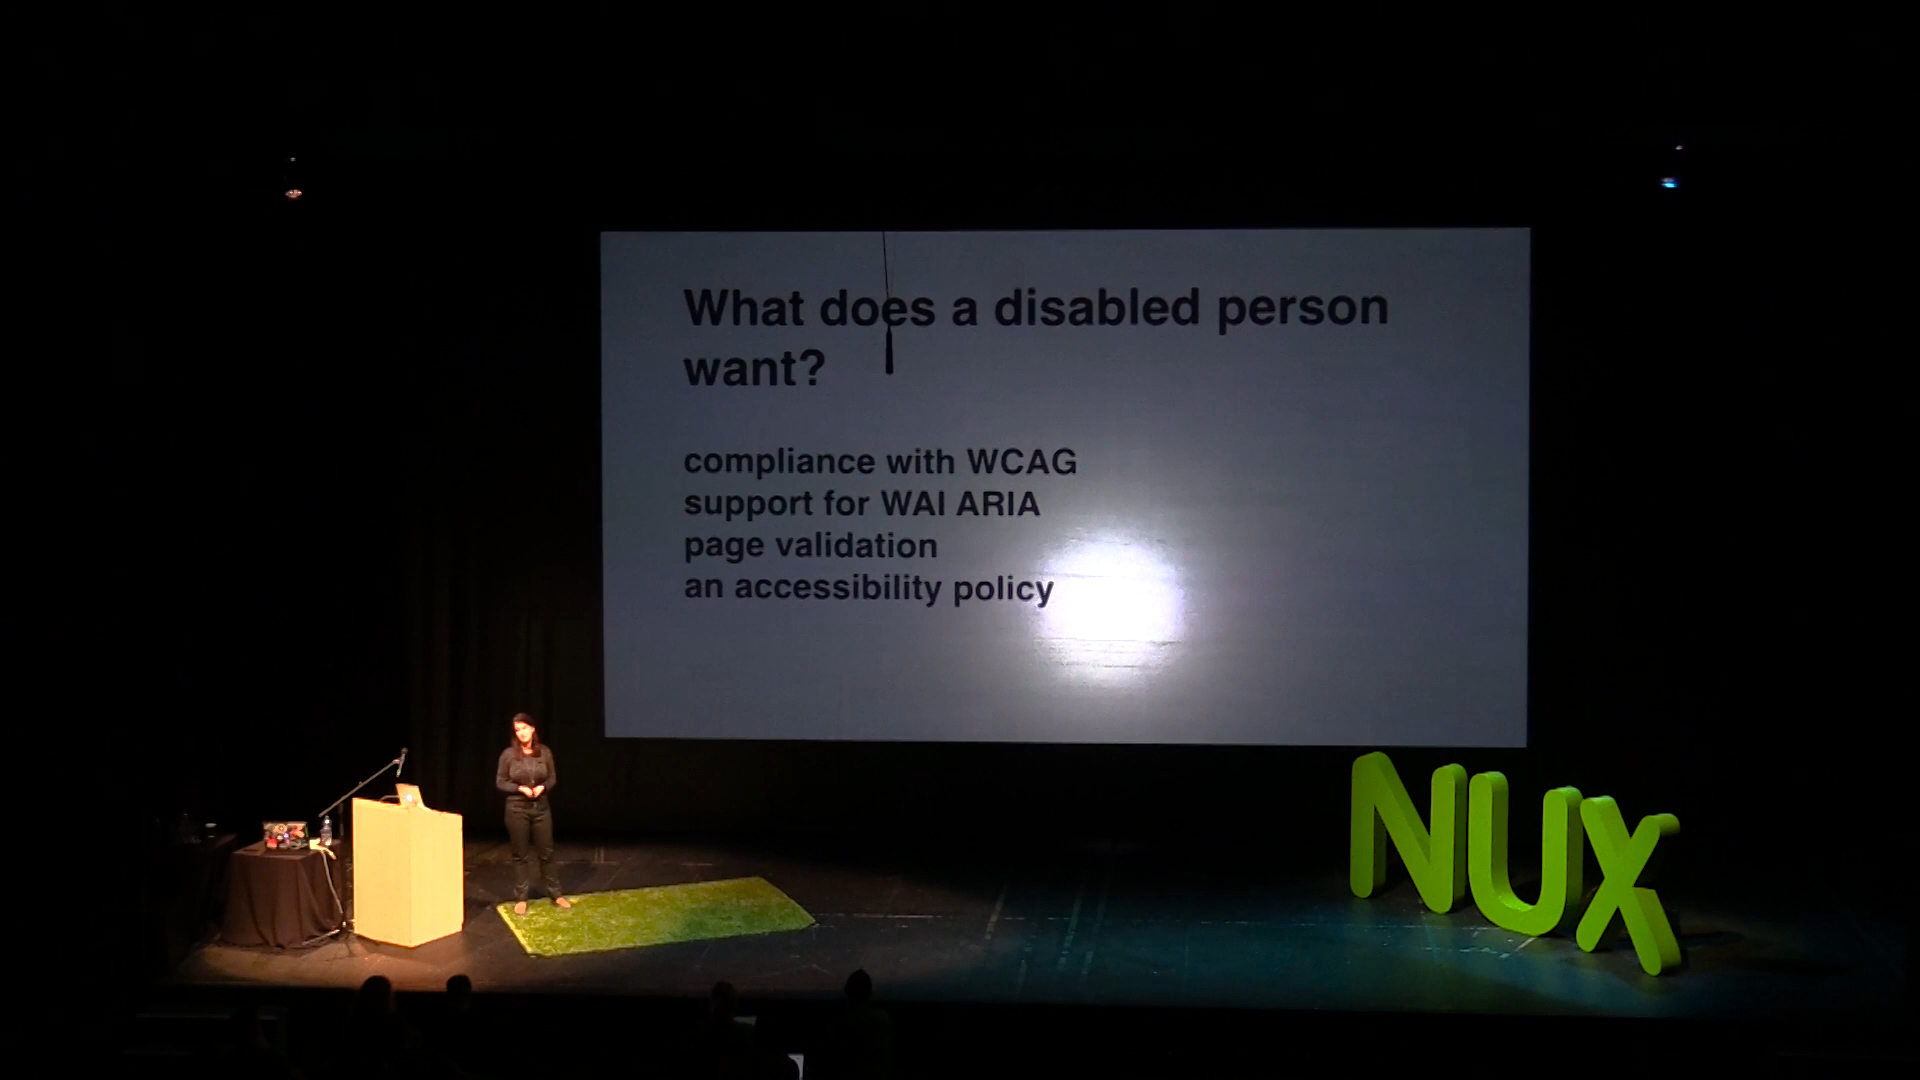 What does a disabled person
want?
compliance with WCAG
support for WAI ARIA
page validation
an accessibility policy
NUX